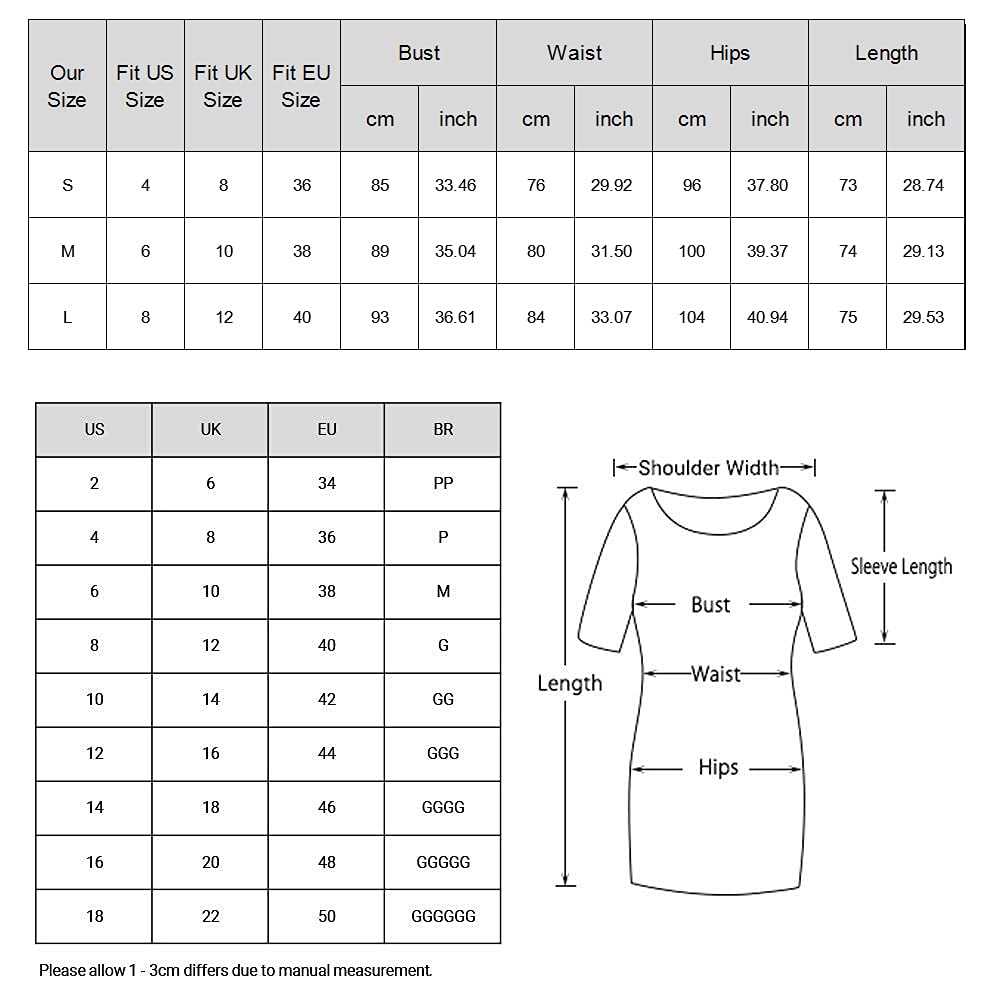 Our Size Fit US Size Fit UK Size Fit EU Size Bust Waist Hips Length
cm inch cm inch cm inch cm inch
S 4 8 36 85 33.46 76 29.92 96 37.80 73 28.74
M 6 10 38 89 35.04 80 31.50 100 39.37 74 29.13
L 8 12 40 93 36.61 84 33.07 104 40.94 75 29.53
US UK EU BR
2 6 34 PP
4 8 36 P
6 10 38 M
8 12 40 G
10 14 42 GG
12 16 44 GGG
14 18 46 GGGG
16 20 48 GGGGG
18 22 50 GGGGGG
Shoulder Width
Sleeve Length
Bust
Waist
Length
Hips
Please allow 1 - 3cm differs due to manual measurement.